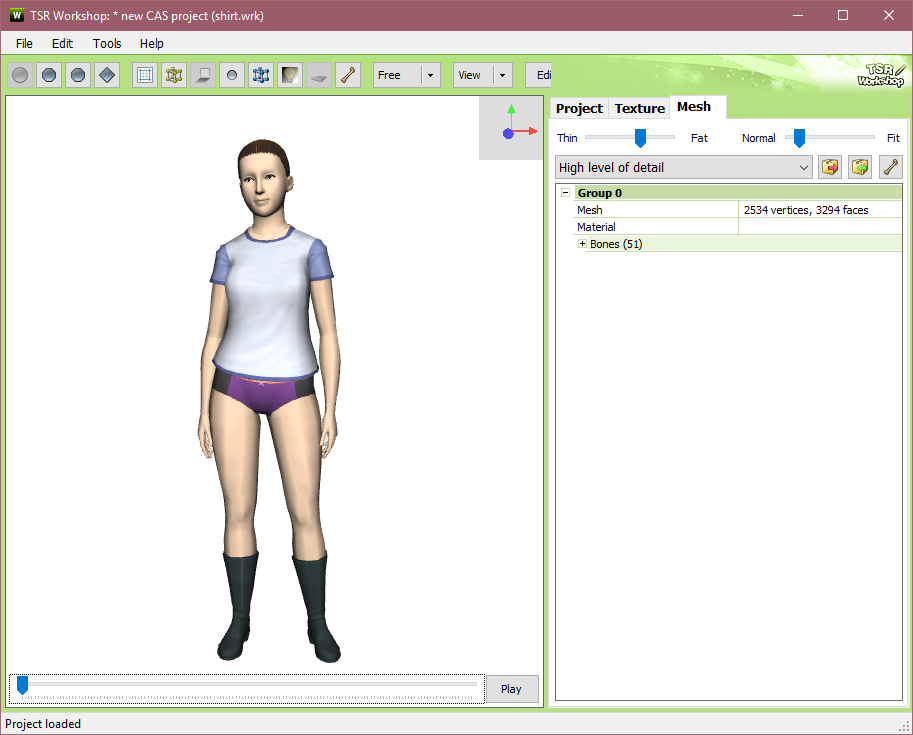 TSR Workshop: * new CAS project (shirt.wrk)
File Edit Tools Help
Free View Edi
TSR Workshop
Project Texture Mesh
Thin Fat Normal Fit
High level of detail
Group 0
Mesh 2534 vertices, 3294 faces
Material
Bones (51)
Play
Project loaded